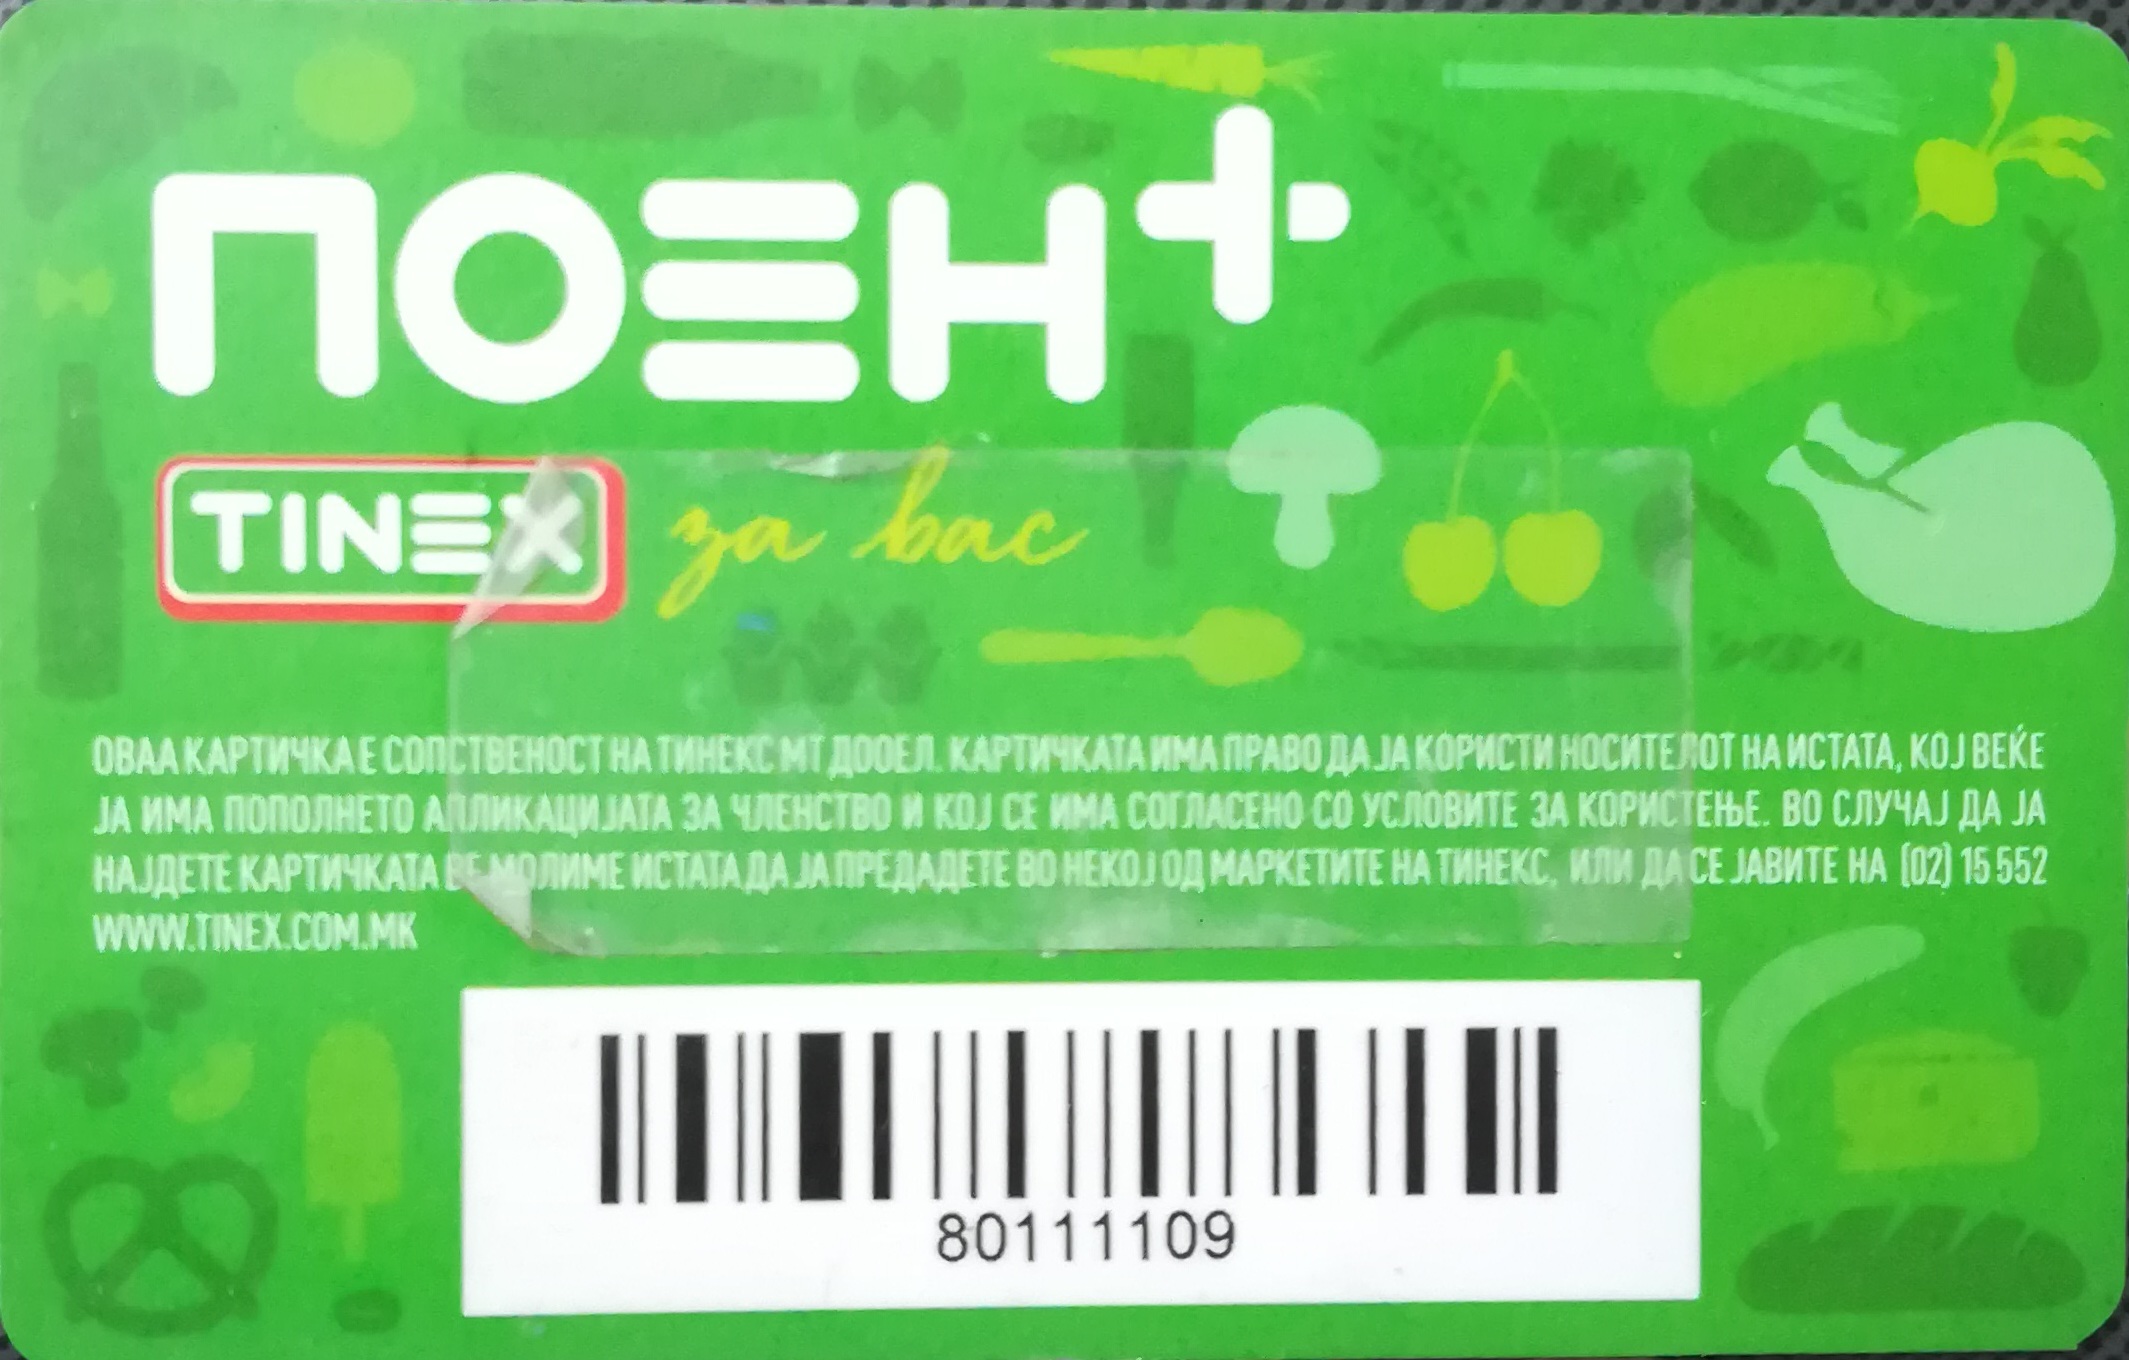 ПОЕН+
TINEX за вас
ОВАА КАРТИЧКА Е СОПСТВЕНОСТ НА ТИНЕКС МТ ДООЕЛ. КАРТИЧКАТА ИМА ПРАВО ДА ЈА КОРИСТИ НОСИТЕЛОТ НА ИСТАТА, КОЈ ВЕЌЕ
ЈА ИМА ПОПОЛНЕТО АПЛИКАЦИЈАТА ЗА ЧЛЕНСТВО И КОЈ СЕ ИМА СОГЛАСЕНО СО УСЛОВИТЕ ЗА КОРИСТЕЊЕ. ВО СЛУЧАЈ ДА ЈА
НАЈДЕТЕ КАРТИЧКАТА ВЕ МОЛИМЕ ИСТАТА ДА ЈА ПРЕДАДЕТЕ ВО НЕКОЈ ОД МАРКЕТИТЕ НА ТИНЕКС, ИЛИ ДА СЕ ЈАВИТЕ НА (02) 15 552
WWW.TINEX.COM.MK
80111109